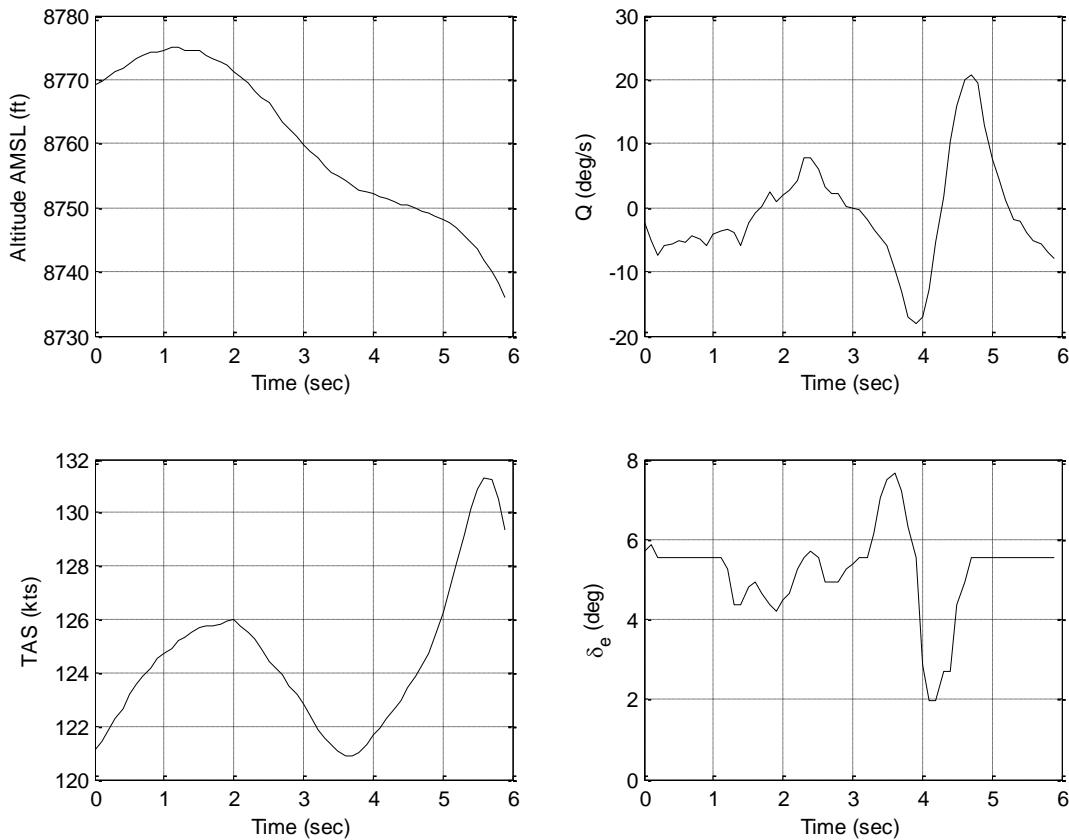 8780
8770
8760
8750
8740
8730
0 1 2 3 4 5 6
Altitude AMSL (ft)
Time (sec)
30
20
10
0
-10
-20
0 1 2 3 4 5 6
Q (deg/s)
Time (sec)
132
130
128
126
124
121
120
0 1 2 3 4 5 6
TAS (kts)
Time (sec)
8
6
4
2
0
0 1 2 3 4 5 6
δe (deg)
Time (sec)